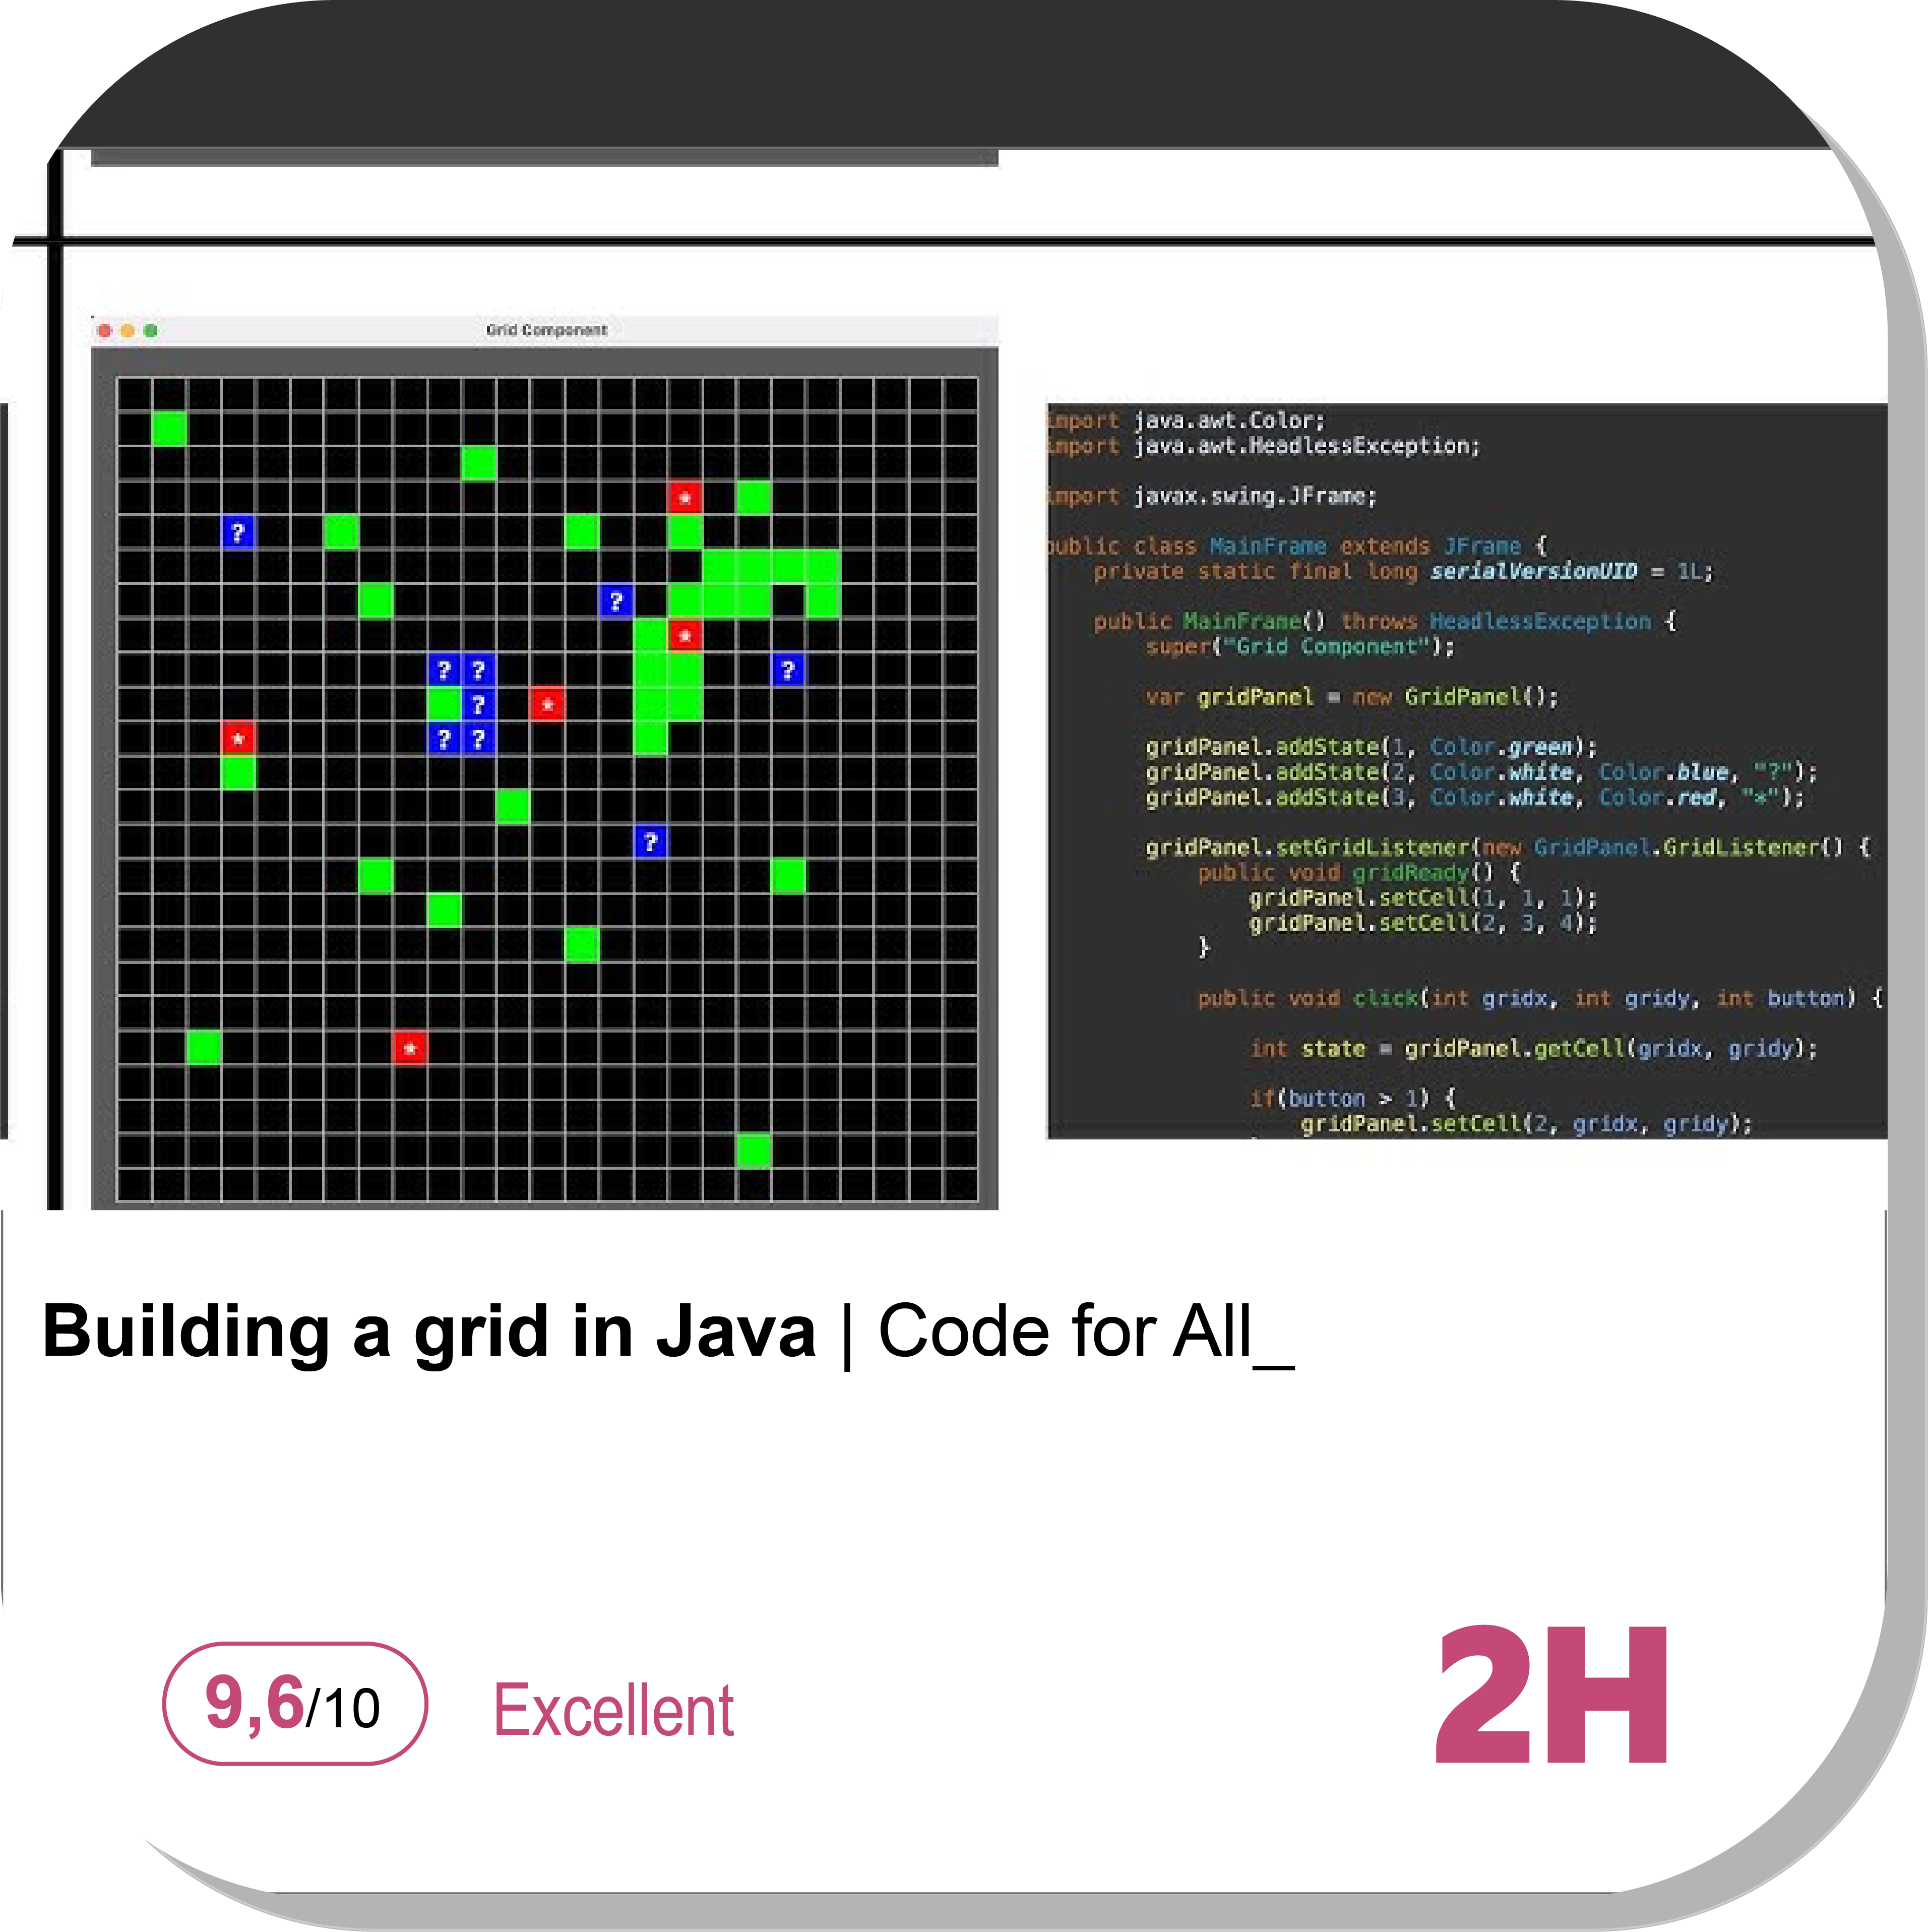 Grid Component
? ? ? ? ? ? ? ? ? ?
* * * * *
import java.awt.Color;
import java.awt.HeadlessException;
import javax.swing.JFrame;
public class MainFrame extends JFrame {
private static final long serialVersionUID = 1L;
public MainFrame() throws HeadlessException {
super("Grid Component");
var gridPanel = new GridPanel();
gridPanel.addState(1, Color.green);
gridPanel.addState(2, Color.white, Color.blue, "?");
gridPanel.addState(3, Color.white, Color.red, "*");
gridPanel.setGridListener(new GridPanel.GridListener() {
public void gridReady() {
gridPanel.setCell(1, 1, 1);
gridPanel.setCell(2, 3, 4);
}
public void click(int gridx, int gridy, int button) {
int state = gridPanel.getCell(gridx, gridy);
if(button > 1) {
gridPanel.setCell(2, gridx, gridy);
Building a grid in Java | Code for All_
9,6/10 Excellent
2H